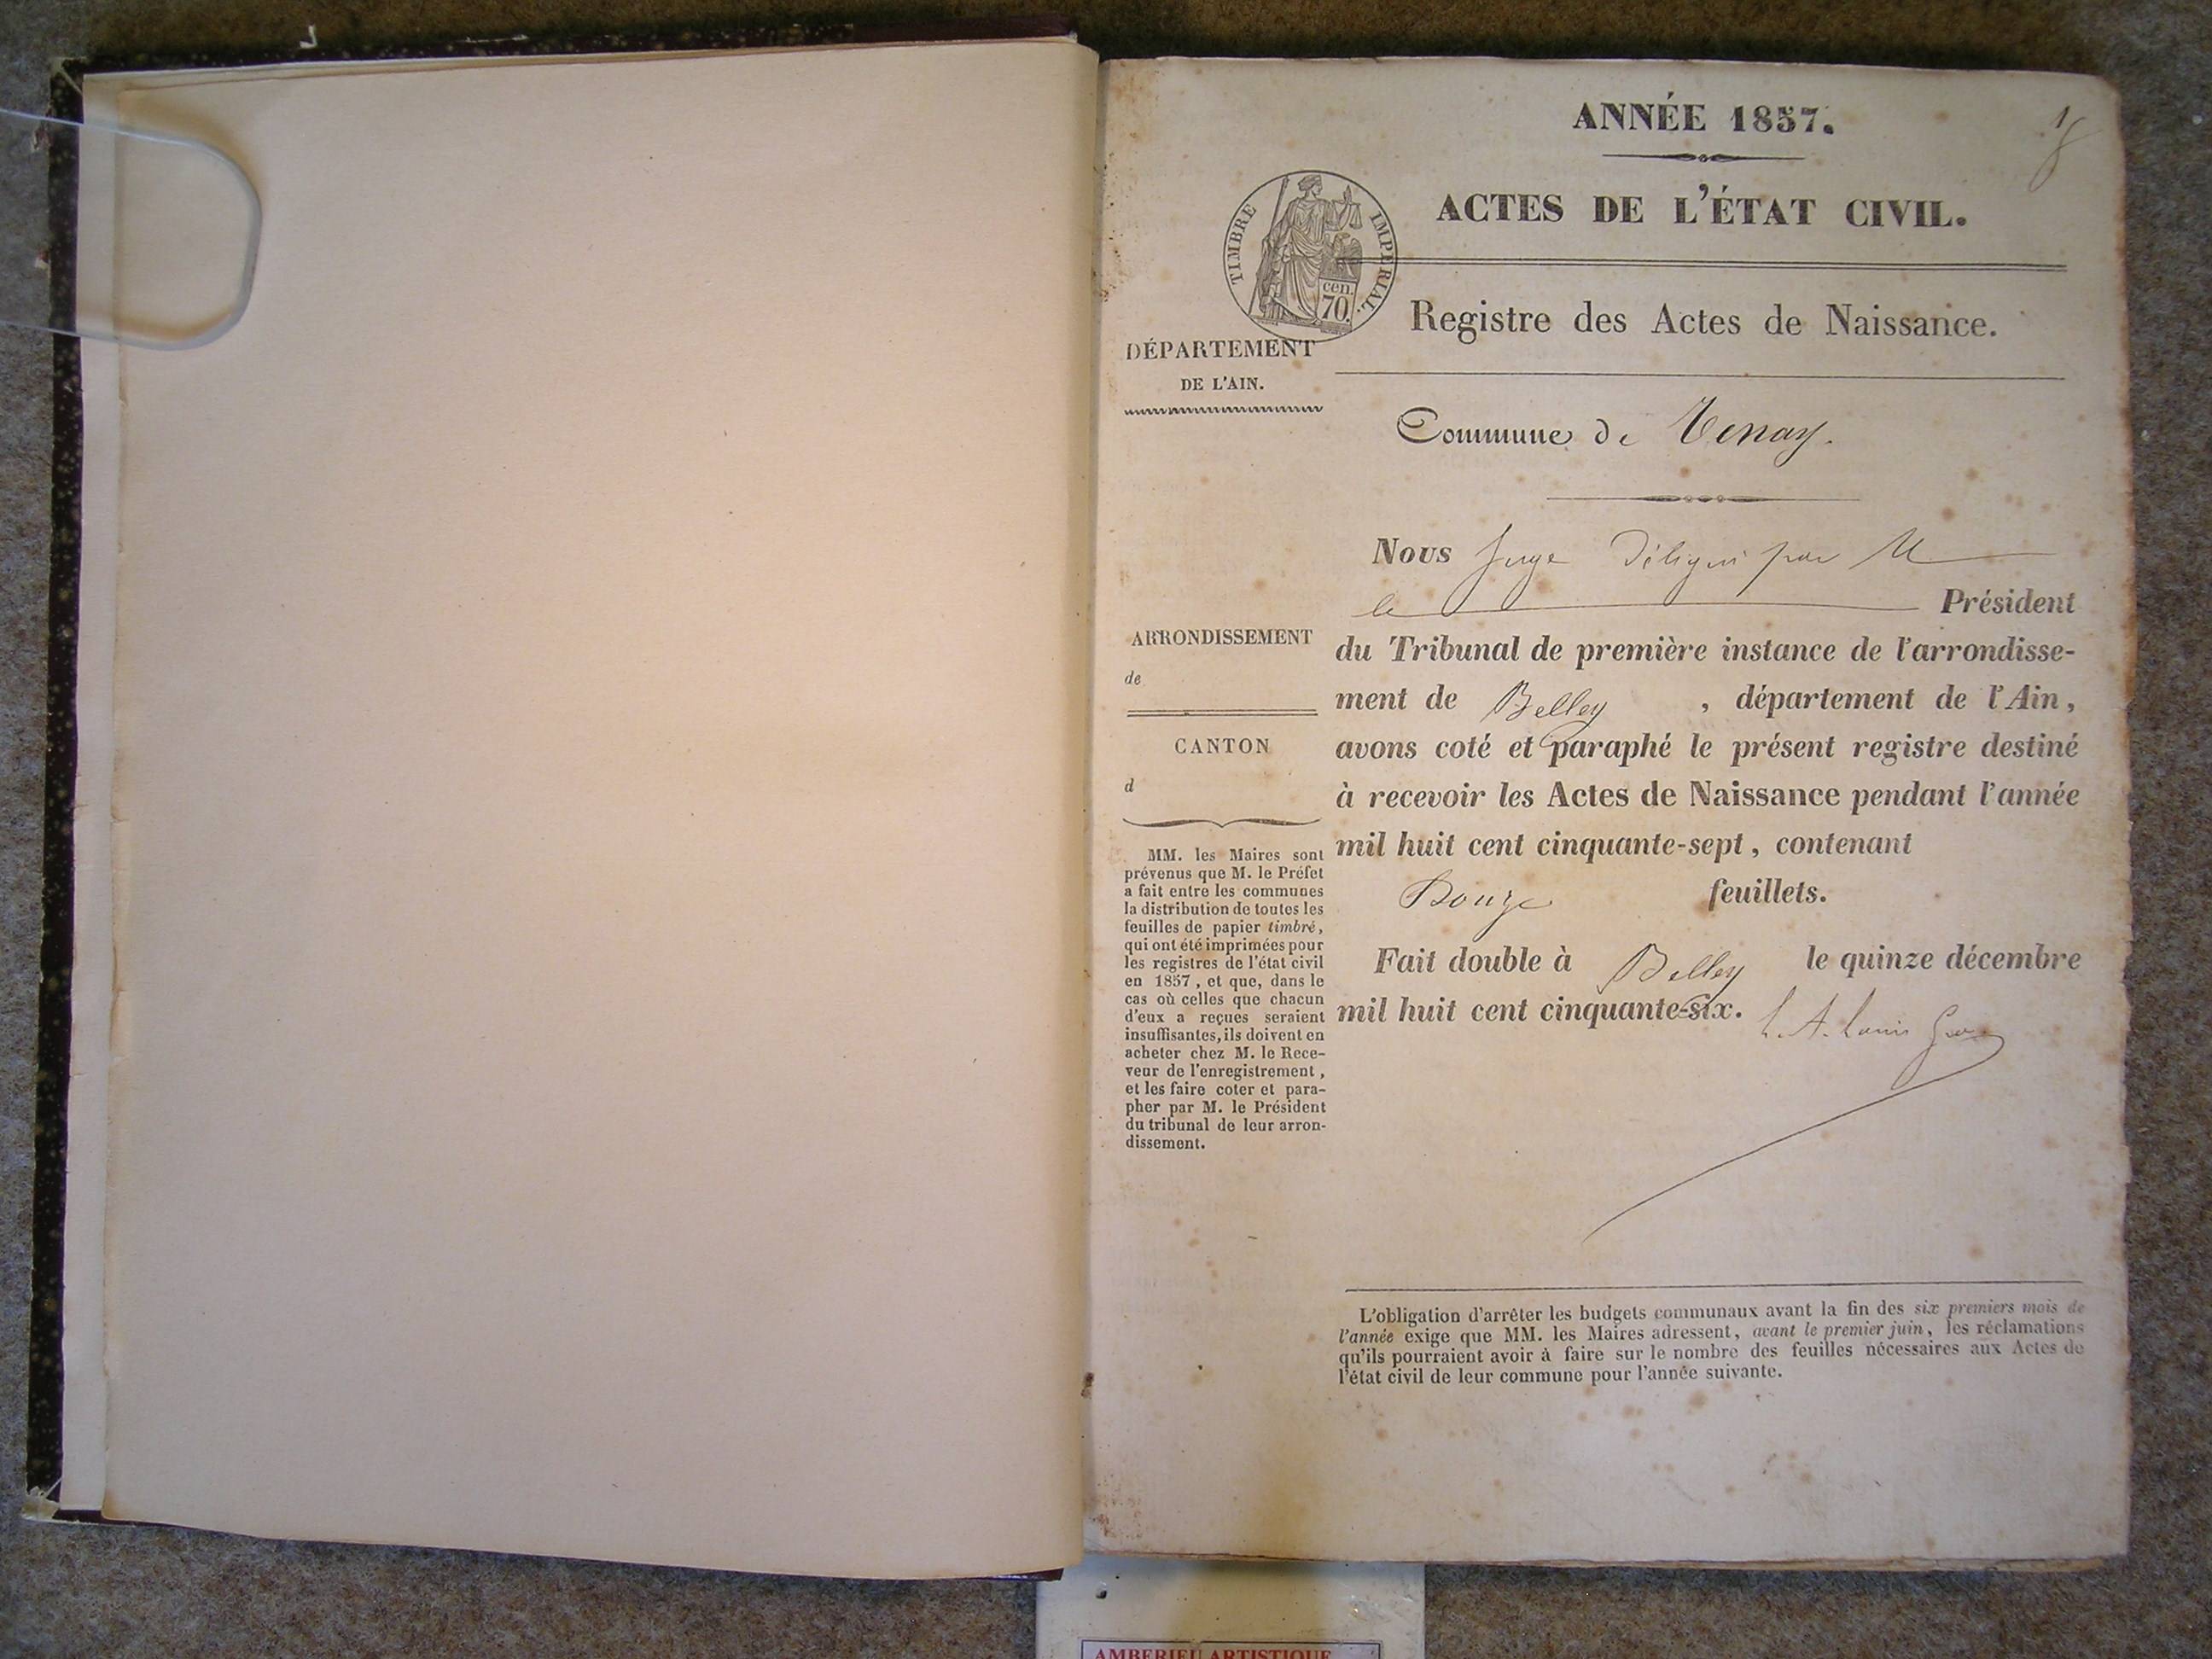 ANNÉE 1857.
1
ACTES DE L'ÉTAT CIVIL.
TIMBRE IMPÉRIAL.
cen.
70.
Registre des Actes de Naissance.
DÉPARTEMENT
DE L'AIN.
Commune de Tenay.
Nous Juge Délégué par M
le Président
du Tribunal de première instance de l'arrondisse-
ment de Belley , département de l'Ain,
avons coté et paraphé le présent registre destiné
à recevoir les Actes de Naissance pendant l'année
mil huit cent cinquante-sept, contenant
Douze feuillets.
Fait double à Belley le quinze décembre
mil huit cent cinquante-six.
ARRONDISSEMENT
de
CANTON
d
MM. les Maires sont
prévenus que M. le Préfet
a fait entre les communes
la distribution de toutes les
feuilles de papier timbré,
qui ont été imprimées pour
les registres de l'état civil
en 1857, et que, dans le
cas où celles que chacun
d'eux a reçues seraient
insuffisantes, ils doivent en
acheter chez M. le Rece-
veur de l'enregistrement,
et les faire coter et para-
pher par M. le Président
du tribunal de leur arron-
dissement.
L'obligation d'arrêter les budgets communaux avant la fin des six premiers mois de
l'année exige que MM. les Maires adressent, avant le premier juin, les réclamations
qu'ils pourraient avoir à faire sur le nombre des feuilles nécessaires aux Actes de
l'état civil de leur commune pour l'année suivante.
AMBERIEU ARTISTIQUE